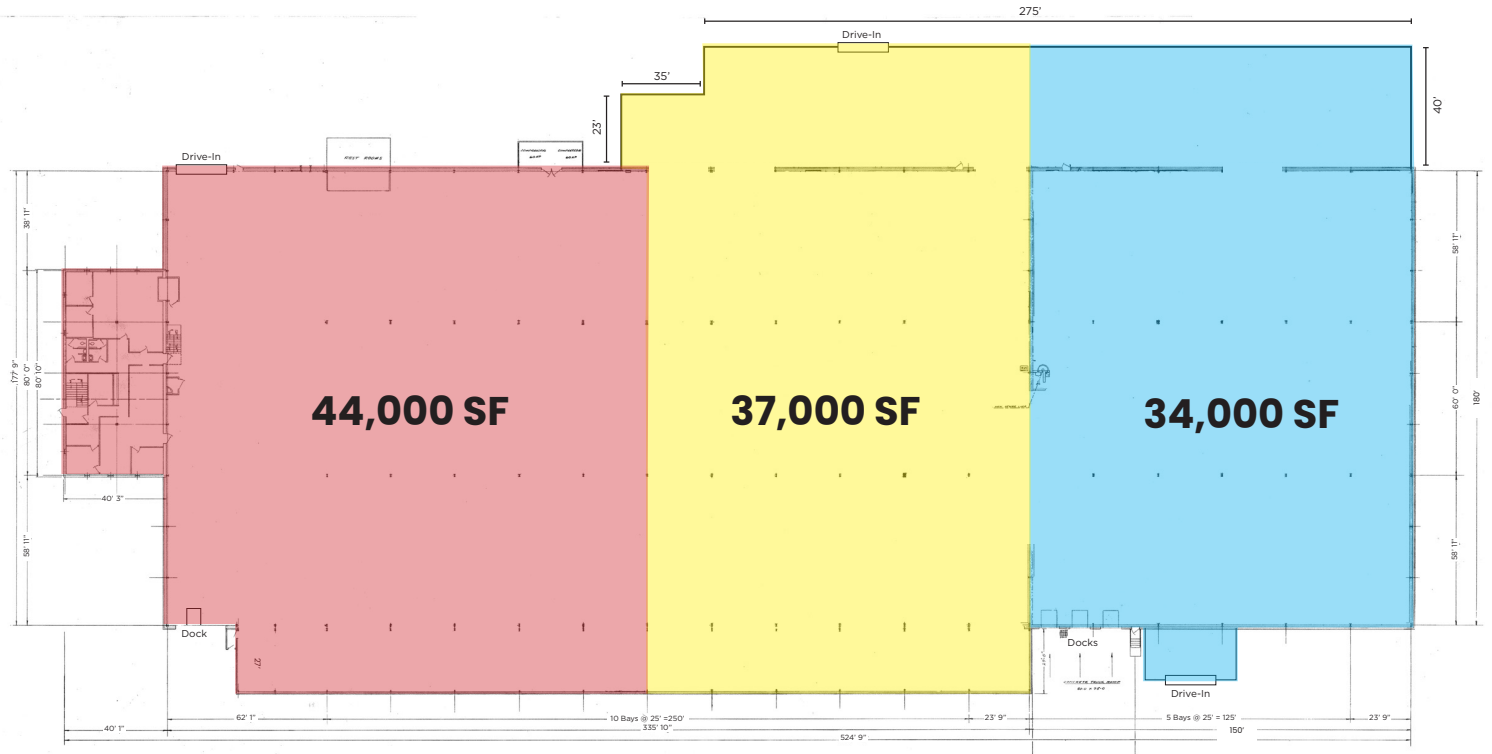 275'
Drive-In
35'
40'
23'
REST ROOMS
Drive-In
38' 11"
58' 11"
177' 9"
80' 0"
80' 10"
60' 0"
180'
44,000 SF
37,000 SF
34,000 SF
40' 3"
58' 11"
58' 11"
Dock
Docks
27'
Drive-In
62' 1"
10 Bays @ 25' =250'
23' 9"
5 Bays @ 25' = 125'
23' 9"
40' 1"
335' 10"
150'
524' 9"